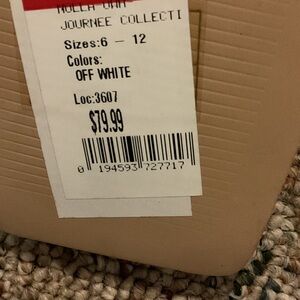 JOURNEE COLLECTI
Sizes:6 – 12
Colors:
OFF WHITE
Loc:3607
$79.99
0 194593 727717